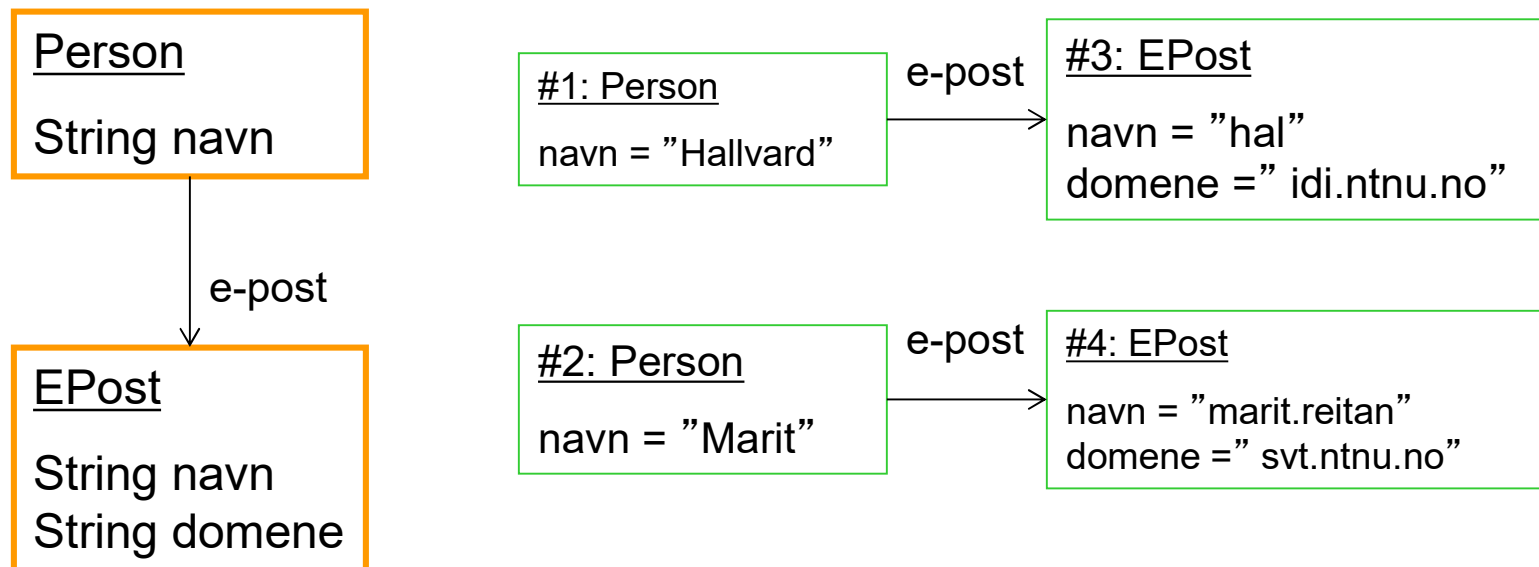 Person
String navn
e-post
EPost
String navn
String domene
#1: Person
navn = ”Hallvard”
e-post
#3: EPost
navn = ”hal”
domene =” idi.ntnu.no”
#2: Person
navn = ”Marit”
e-post
#4: EPost
navn = ”marit.reitan”
domene =” svt.ntnu.no”